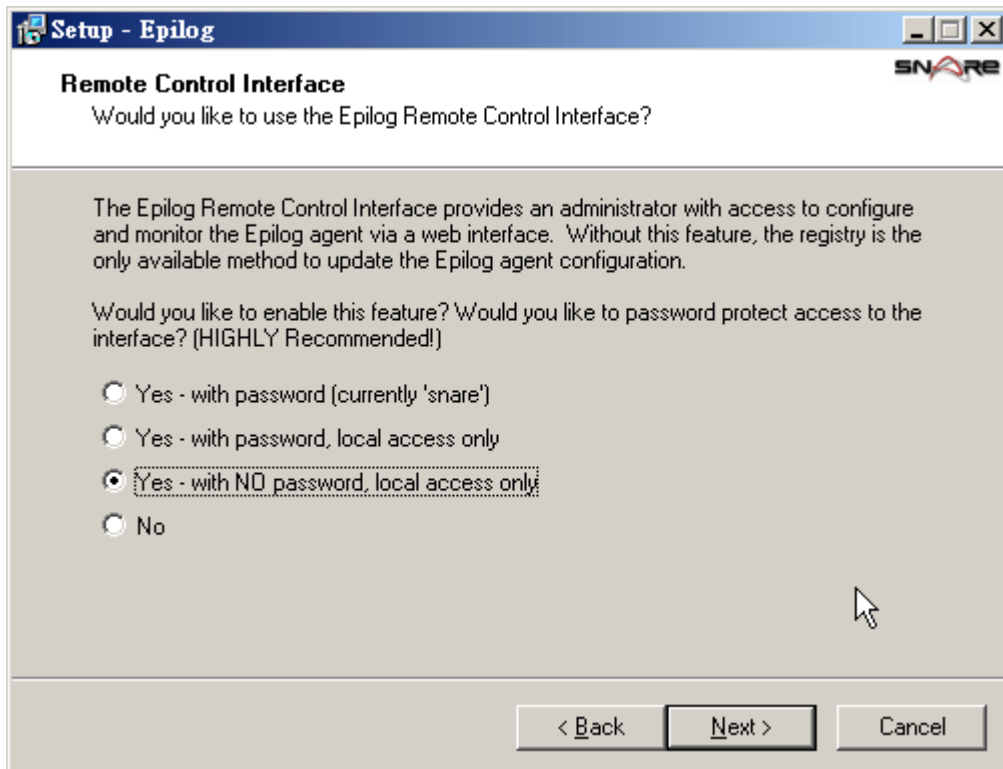 Setup - Epilog
SNARE
Remote Control Interface
Would you like to use the Epilog Remote Control Interface?
The Epilog Remote Control Interface provides an administrator with access to configure
and monitor the Epilog agent via a web interface.  Without this feature, the registry is the
only available method to update the Epilog agent configuration.
Would you like to enable this feature? Would you like to password protect access to the
interface? (HIGHLY Recommended!)
Yes - with password (currently 'snare')
Yes - with password, local access only
Yes - with NO password, local access only
No
< Back
Next >
Cancel